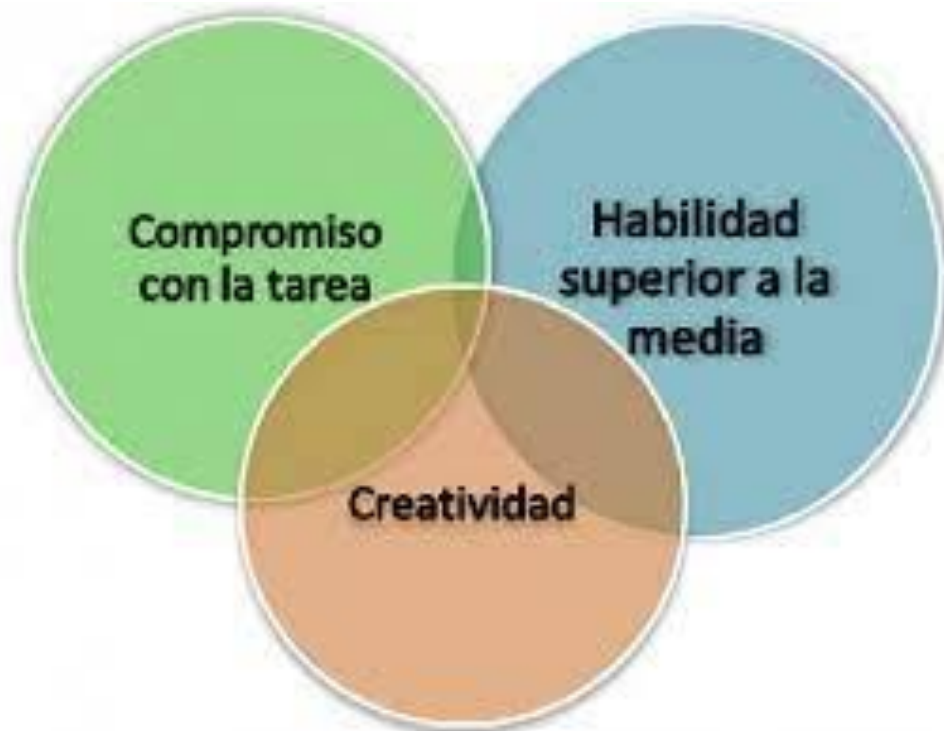 Compromiso
con la tarea
Habilidad
superior a la
media
Creatividad